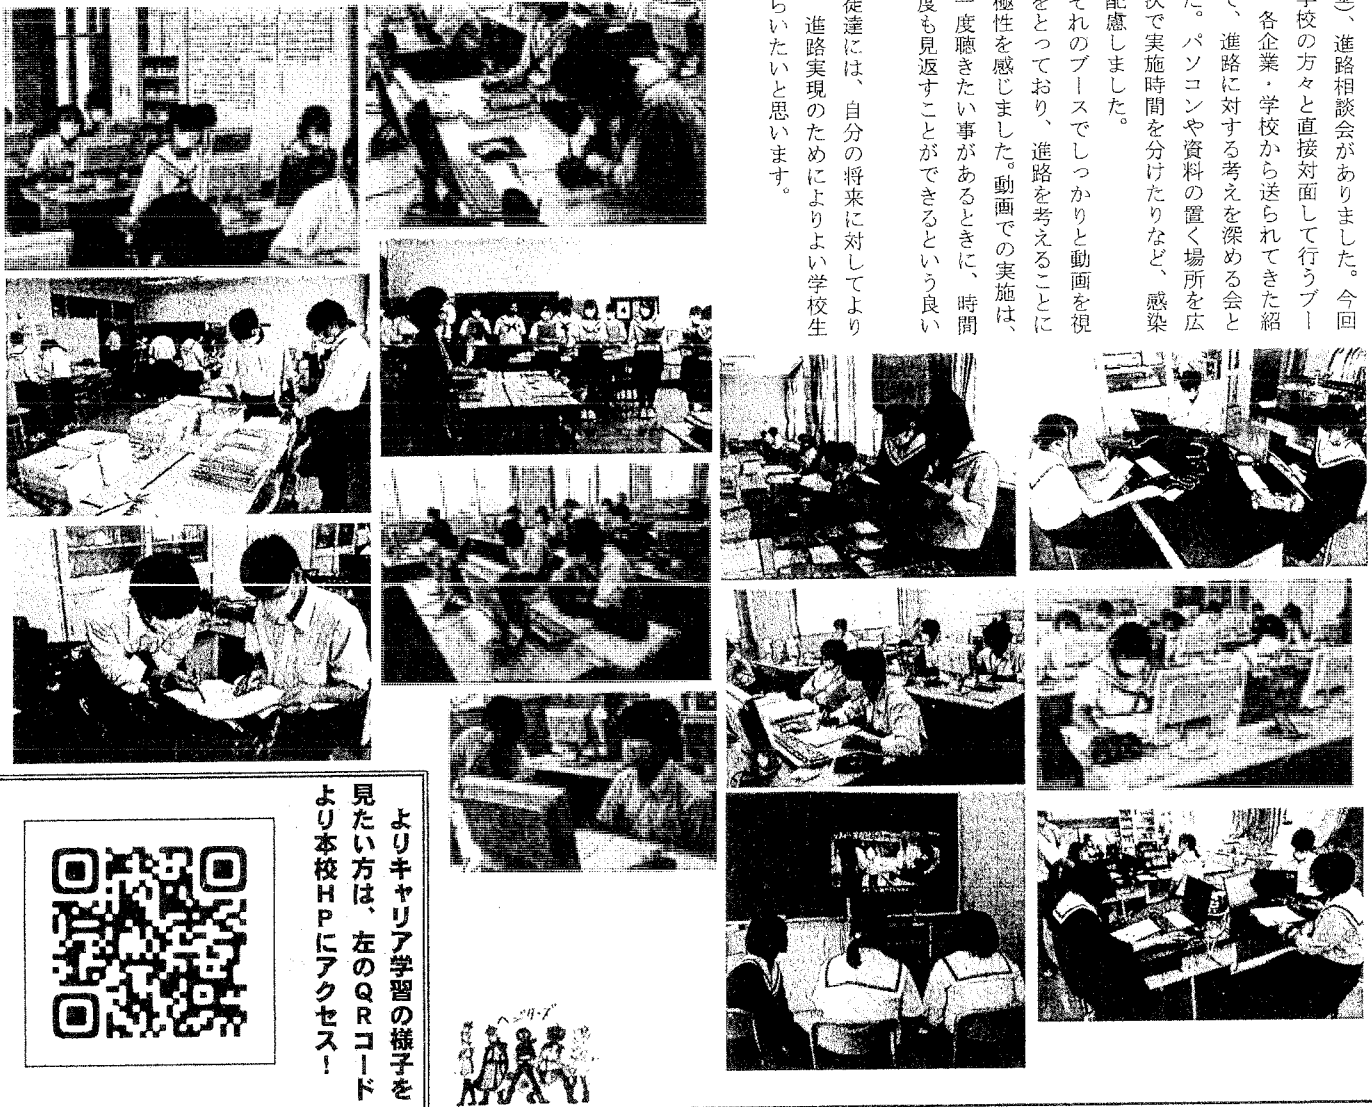 、進路相談会がありました。今回
学校の方々と直接対面して行うブー
各企業・学校から送られてきた紹
て、進路に対する考えを深める会と
た。パソコンや資料の置く場所を広
状で実施時間を分けたりなど、感染
配慮しました。
それのブースでしっかりと動画を視
をとっており、進路を考えることに
極性を感じました。動画での実施は、
一度聴きたい事があるときに、時間
度も見返すことができるという良い
徒達には、自分の将来に対してより
進路実現のためによりよい学校生
らいたいと思います。
よりキャリア学習の様子を
見たい方は、左のQRコード
より本校HPにアクセス！